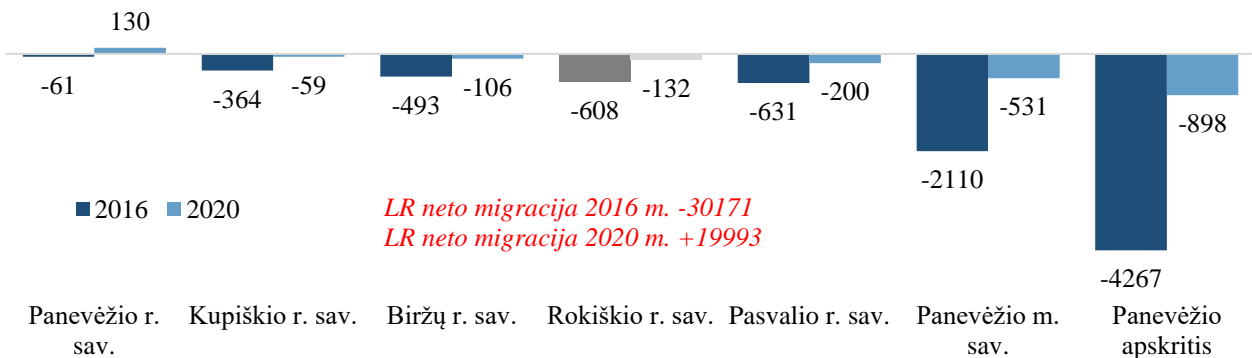 130
-61
-364
-59
-493
-106
-608
-132
-631
-200
-2110
-531
-4267
-898
2016 2020
LR neto migracija 2016 m. -30171
LR neto migracija 2020 m. +19993
Panevėžio r. sav.
Kupiškio r. sav.
Biržų r. sav.
Rokiškio r. sav.
Pasvalio r. sav.
Panevėžio m. sav.
Panevėžio apskritis